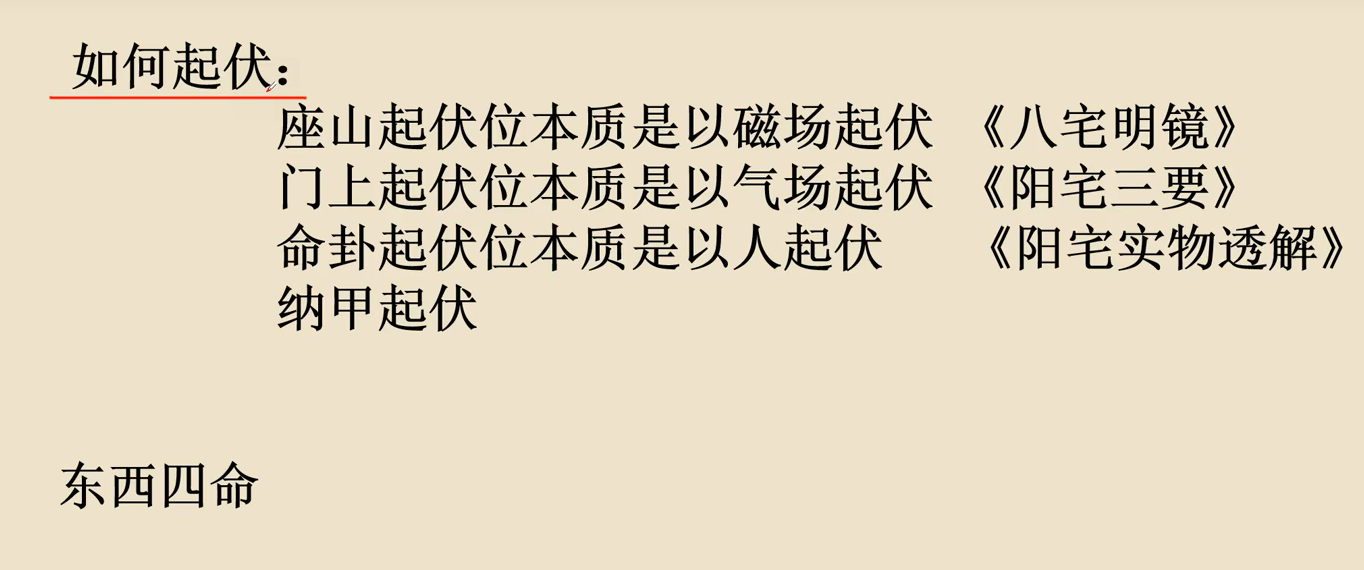 如何起伏：
座山起伏位本质是以磁场起伏 《八宅明镜》
门上起伏位本质是以气场起伏 《阳宅三要》
命卦起伏位本质是以人起伏 《阳宅实物透解》
纳甲起伏
东西四命